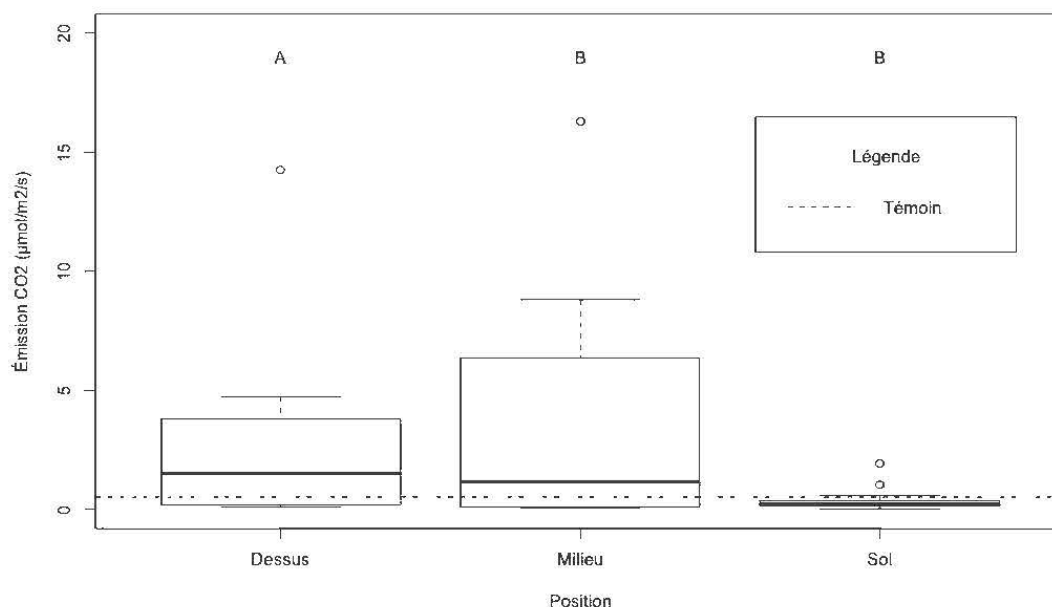 A B B
Légende
Témoin
Émission CO2 (µmol/m2/s)
20
15
10
5
0
Dessus Milieu Sol
Position